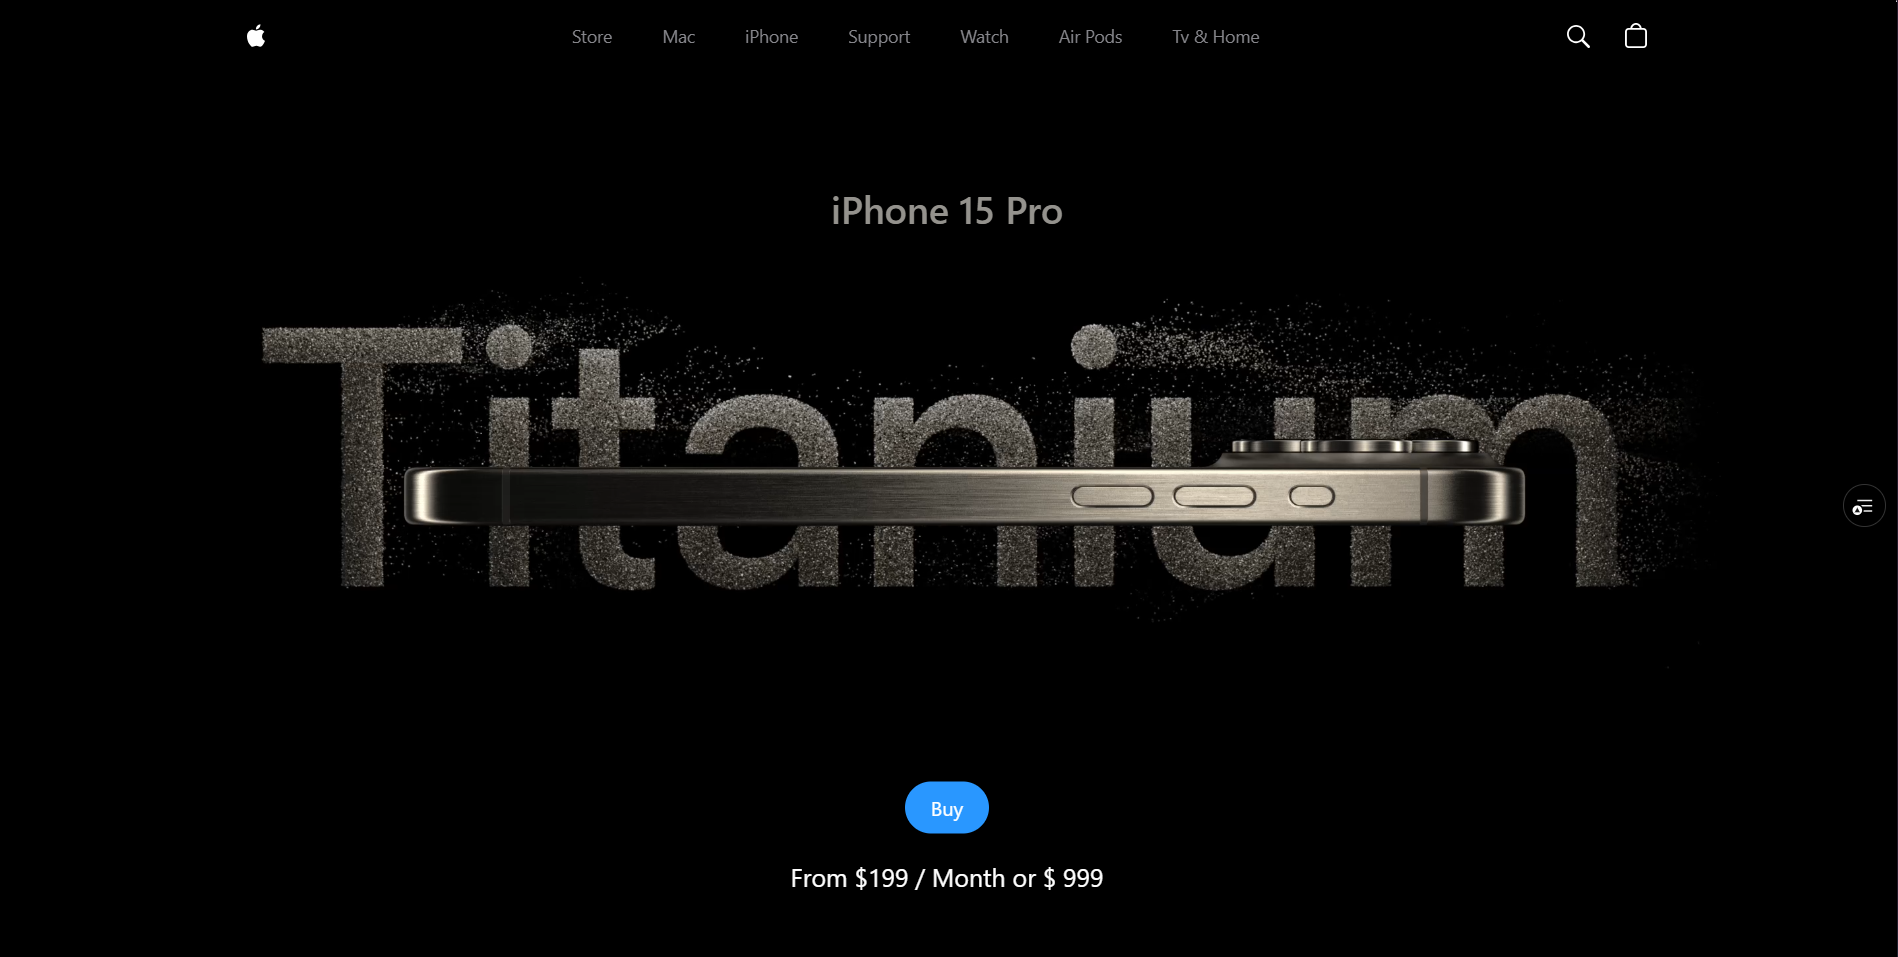 Store Mac iPhone Support Watch Air Pods Tv & Home
iPhone 15 Pro
Titanium
Buy
From $199 / Month or $ 999